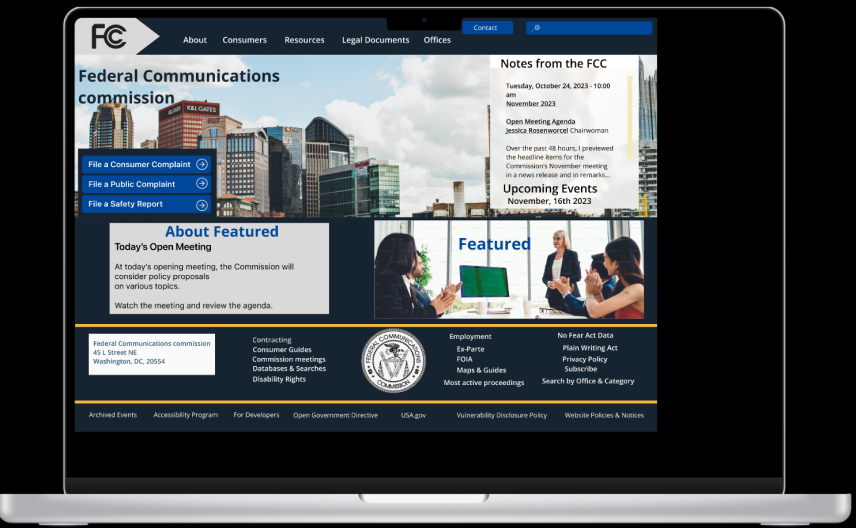 FCC
About Consumers Resources Legal Documents Offices
Contact
Federal Communications
commission
K&L GATES
File a Consumer Complaint
File a Public Complaint
File a Safety Report
Notes from the FCC
Tuesday, October 24, 2023 - 10:00
am
November 2023
Open Meeting Agenda
Jessica Rosenworcel Chairwoman
Over the past 48 hours, I previewed
the headline items for the
Commission's November meeting
in a news release and in remarks...
Upcoming Events
November, 16th 2023
About Featured
Today's Open Meeting
At today's opening meeting, the Commission will
consider policy proposals
on various topics.
Watch the meeting and review the agenda.
Featured
Federal Communications commission
45 L Street NE
Washington, DC, 20554
Contracting
Consumer Guides
Commission meetings
Databases & Searches
Disability Rights
FEDERAL COMMUNICATIONS
COMMISSION
Employment
Ex-Parte
FOIA
Maps & Guides
Most active proceedings
No Fear Act Data
Plain Writing Act
Privacy Policy
Subscribe
Search by Office & Category
Archived Events Accessibility Program For Developers Open Government Directive USA.gov Vulnerability Disclosure Policy Website Policies & Notices